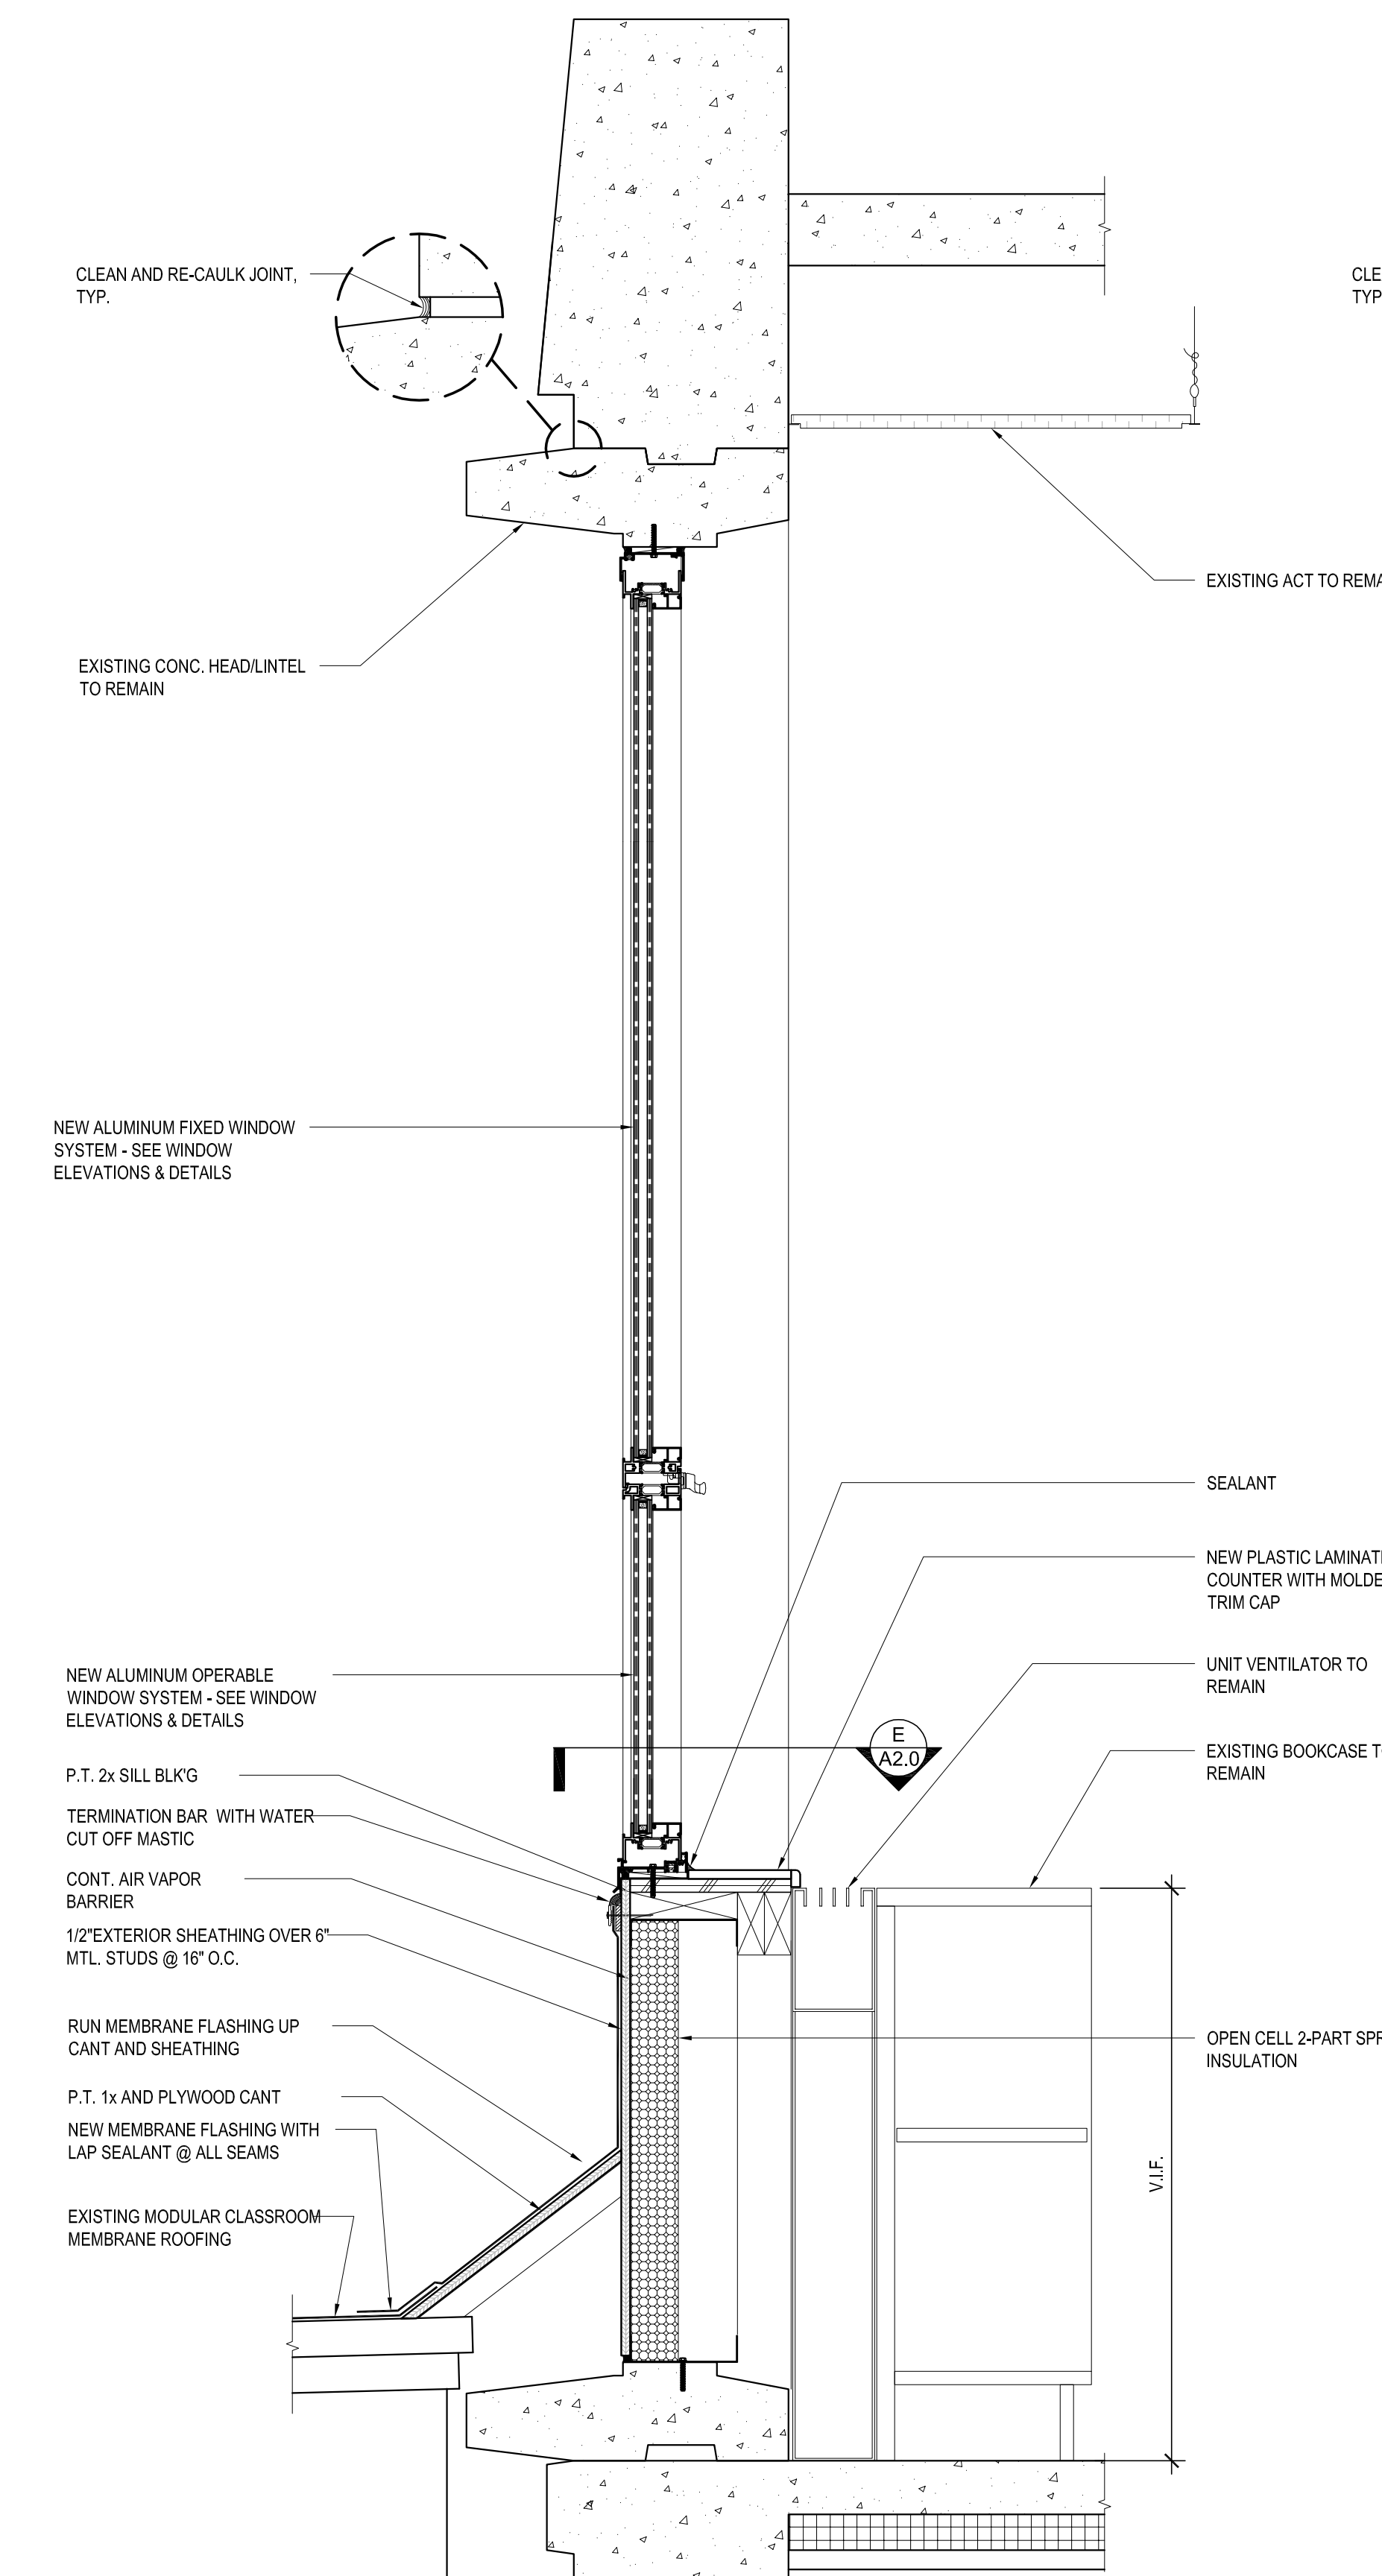 CLEAN AND RE-CAULK JOINT,
TYP.
EXISTING CONC. HEAD/LINTEL
TO REMAIN
NEW ALUMINUM FIXED WINDOW
SYSTEM - SEE WINDOW
ELEVATIONS & DETAILS
NEW ALUMINUM OPERABLE
WINDOW SYSTEM - SEE WINDOW
ELEVATIONS & DETAILS
P.T. 2x SILL BLK'G
TERMINATION BAR WITH WATER
CUT OFF MASTIC
CONT. AIR VAPOR
BARRIER
1/2"EXTERIOR SHEATHING OVER 6"
MTL. STUDS @ 16" O.C.
RUN MEMBRANE FLASHING UP
CANT AND SHEATHING
P.T. 1x AND PLYWOOD CANT
NEW MEMBRANE FLASHING WITH
LAP SEALANT @ ALL SEAMS
EXISTING MODULAR CLASSROOM
MEMBRANE ROOFING
E
A2.0
V.I.F.
CLE
TYP
EXISTING ACT TO REMA
SEALANT
NEW PLASTIC LAMINAT
COUNTER WITH MOLDE
TRIM CAP
UNIT VENTILATOR TO
REMAIN
EXISTING BOOKCASE T
REMAIN
OPEN CELL 2-PART SPR
INSULATION